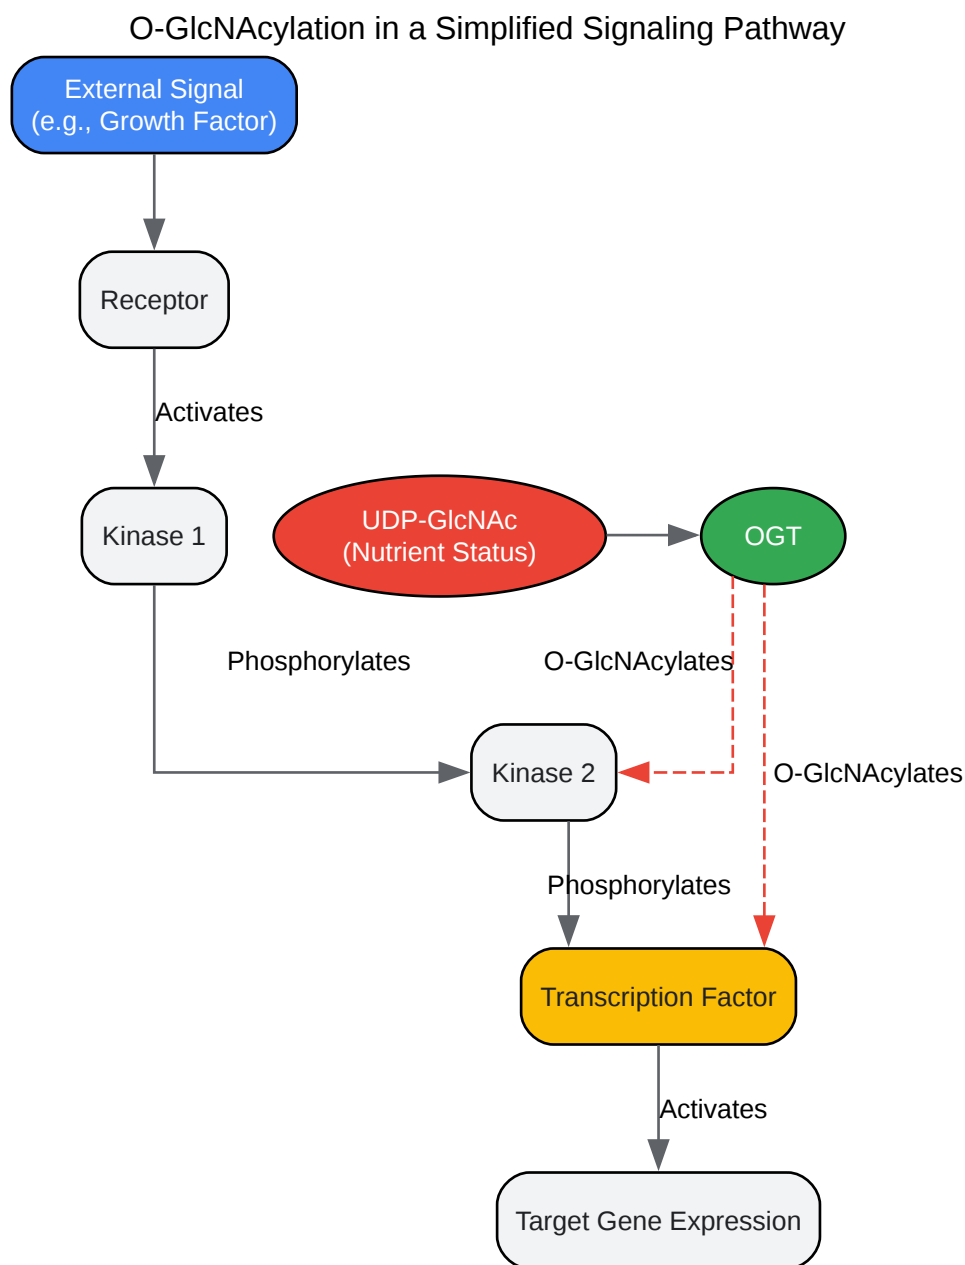 O-GlcNAcylation in a Simplified Signaling Pathway
External Signal
(e.g., Growth Factor)
Receptor
Activates
Kinase 1
UDP-GlcNAc
(Nutrient Status)
OGT
Phosphorylates
O-GlcNAcylates
Kinase 2
O-GlcNAcylates
Phosphorylates
Transcription Factor
Activates
Target Gene Expression